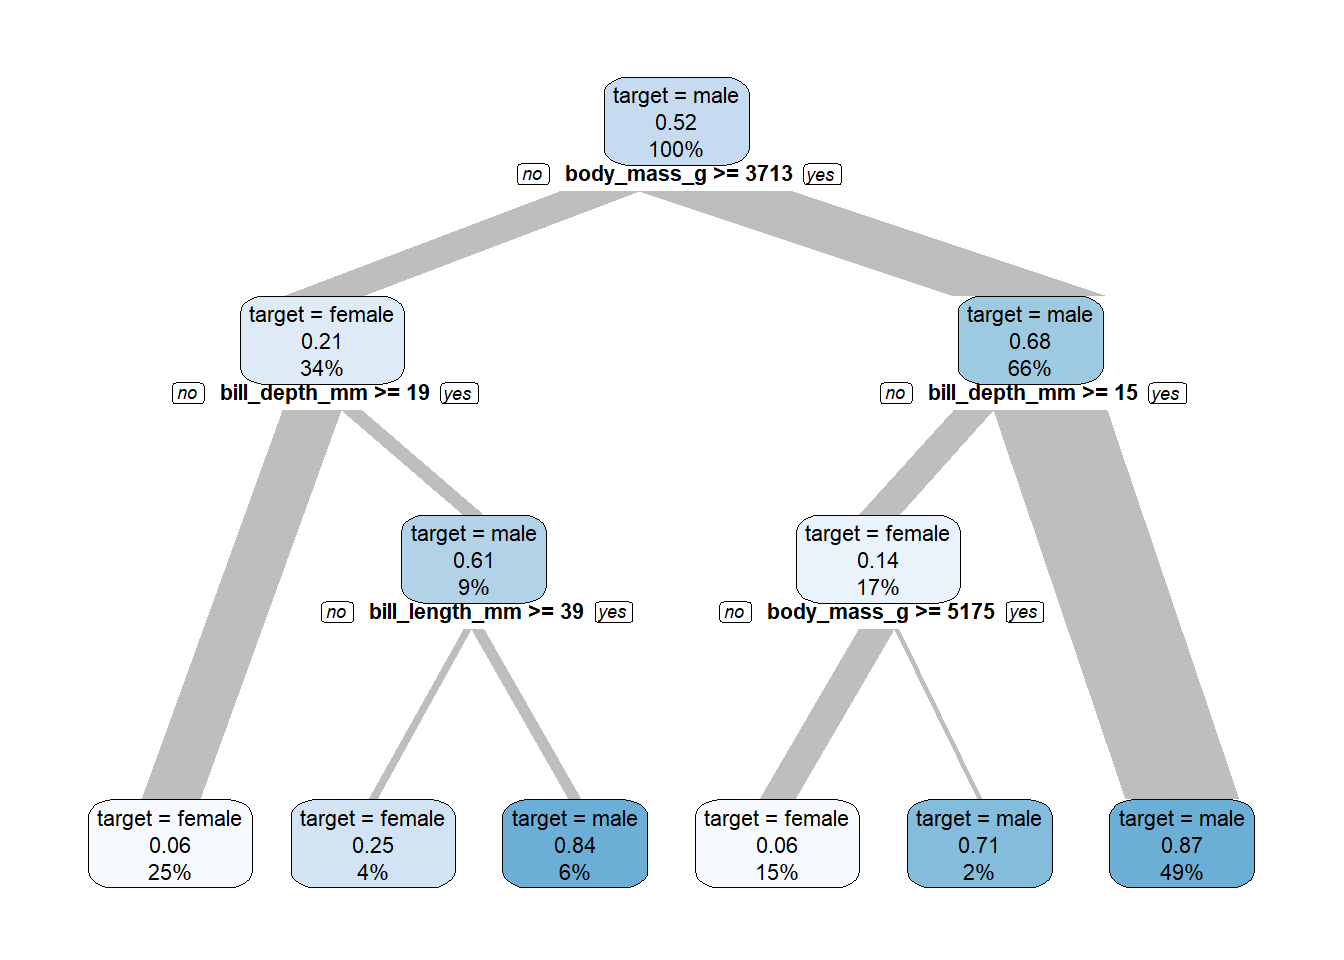 target = male
0.52
100%
no body_mass_g >= 3713 yes
target = female
0.21
34%
no bill_depth_mm >= 19 yes
target = male
0.68
66%
no bill_depth_mm >= 15 yes
target = male
0.61
9%
no bill_length_mm >= 39 yes
target = female
0.14
17%
no body_mass_g >= 5175 yes
target = female
0.06
25%
target = female
0.25
4%
target = male
0.84
6%
target = female
0.06
15%
target = male
0.71
2%
target = male
0.87
49%